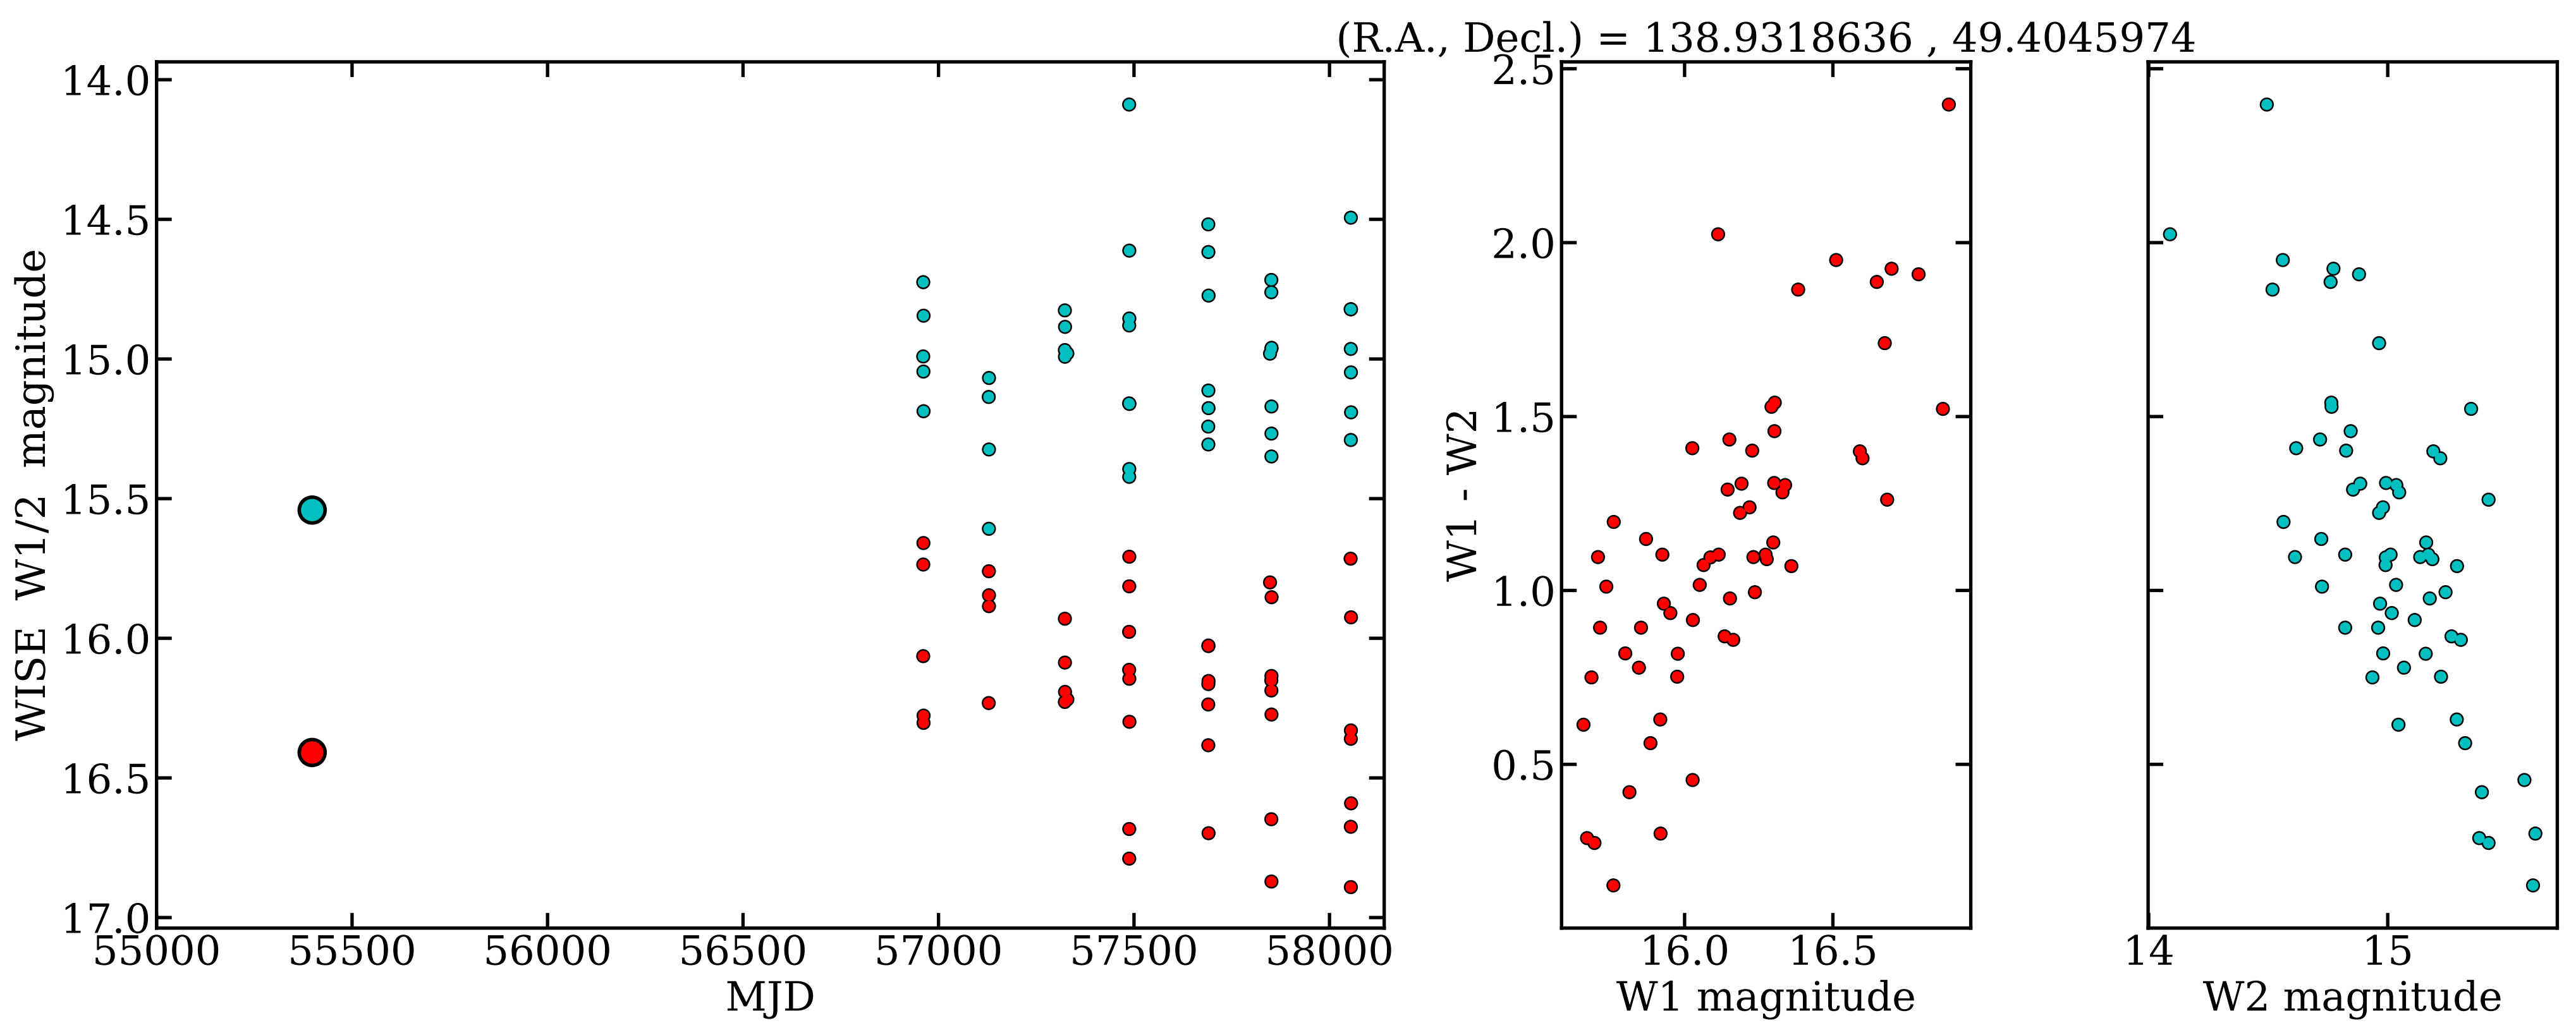 (R.A., Decl.) = 138.9318636 , 49.4045974
WISE W1/2 magnitude
14.0
14.5
15.0
15.5
16.0
16.5
17.0
55000 55500 56000 56500 57000 57500 58000
MJD
W1 - W2
2.5
2.0
1.5
1.0
0.5
16.0 16.5
W1 magnitude
14 15
W2 magnitude